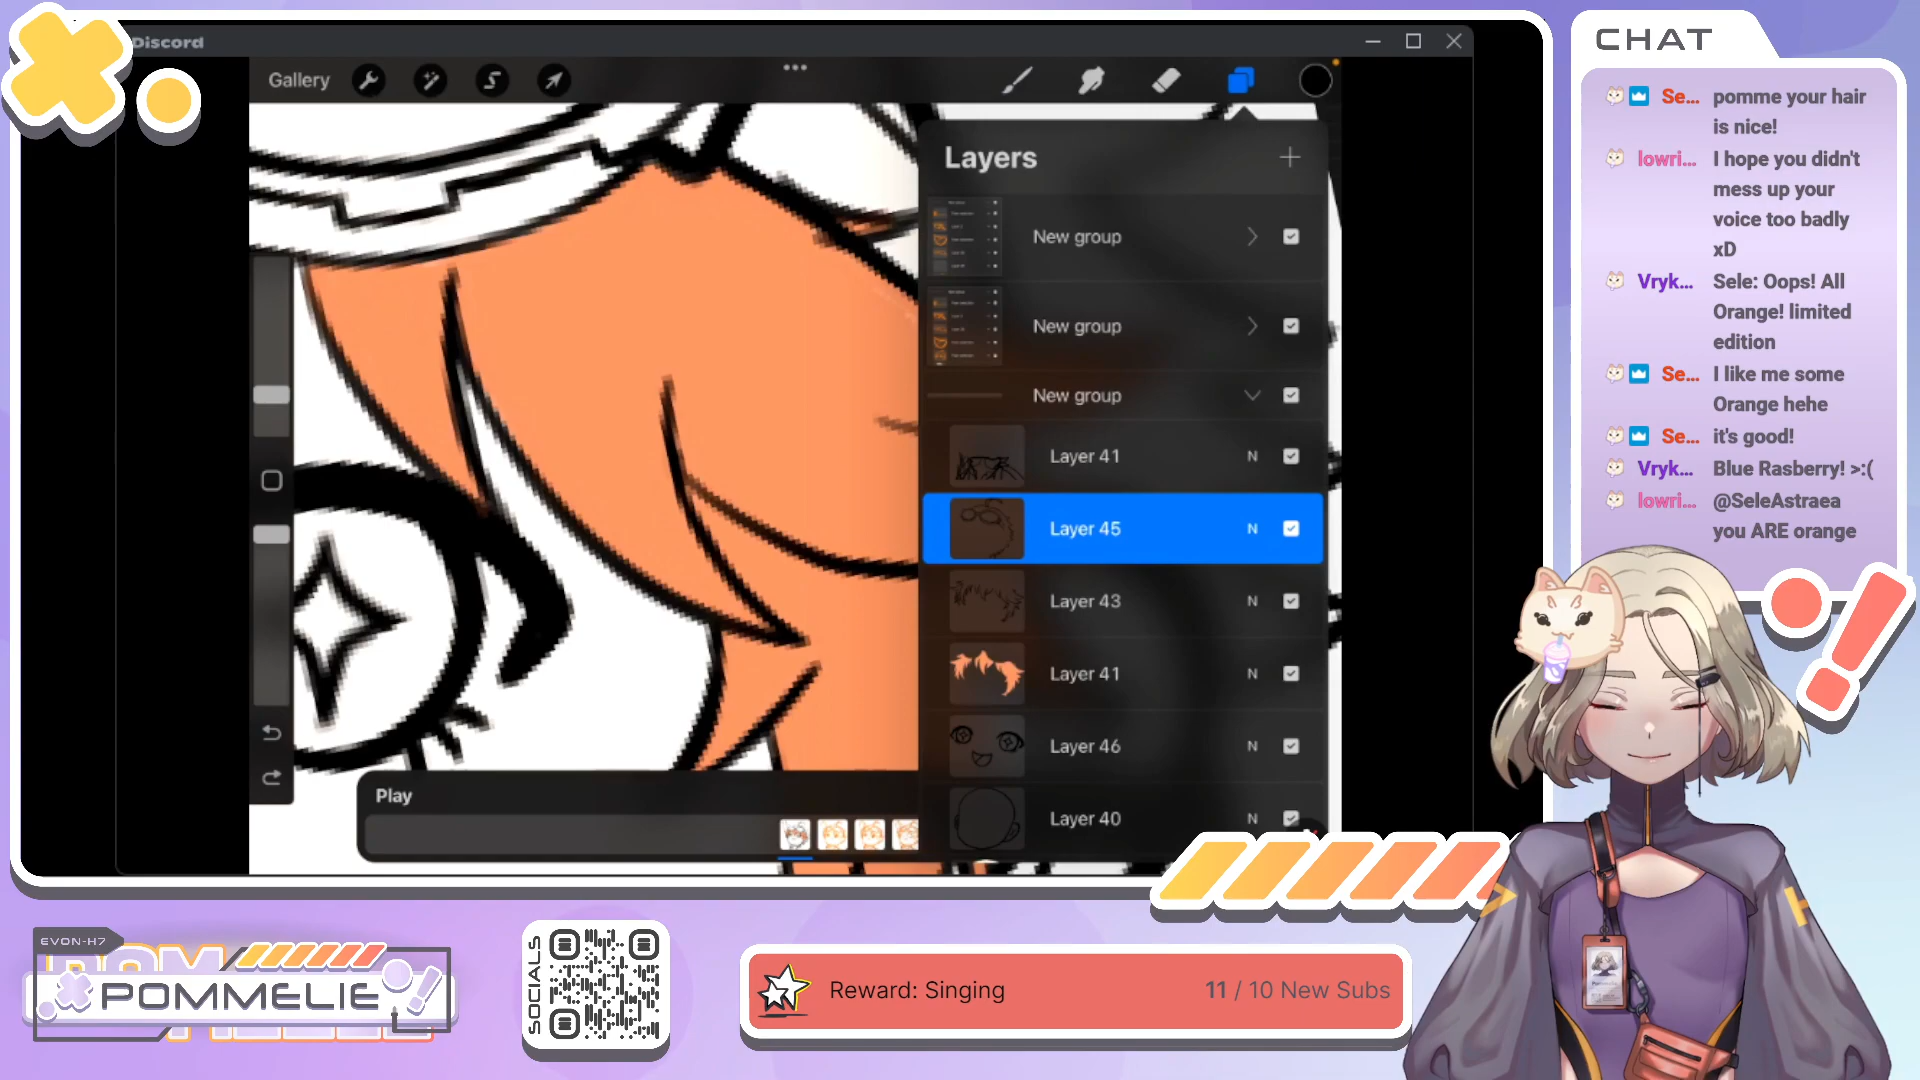 Discord
Gallery
Layers
New group
New group
New group
Layer 41
N
Layer 45
N
Layer 43
N
Layer 41
N
Layer 46
N
Layer 40
N
Play
CHAT
Se... pomme your hair
is nice!
lowri... I hope you didn't
mess up your
voice too badly
xD
Vryk... Sele: Oops! All
Orange! limited
edition
Se... I like me some
Orange hehe
Se... it's good!
Vryk... Blue Rasberry! >:(
lowri... @SeleAstraea
you ARE orange
EVON-H7
POMMELIE
SOCIALS
Reward: Singing
11 / 10 New Subs